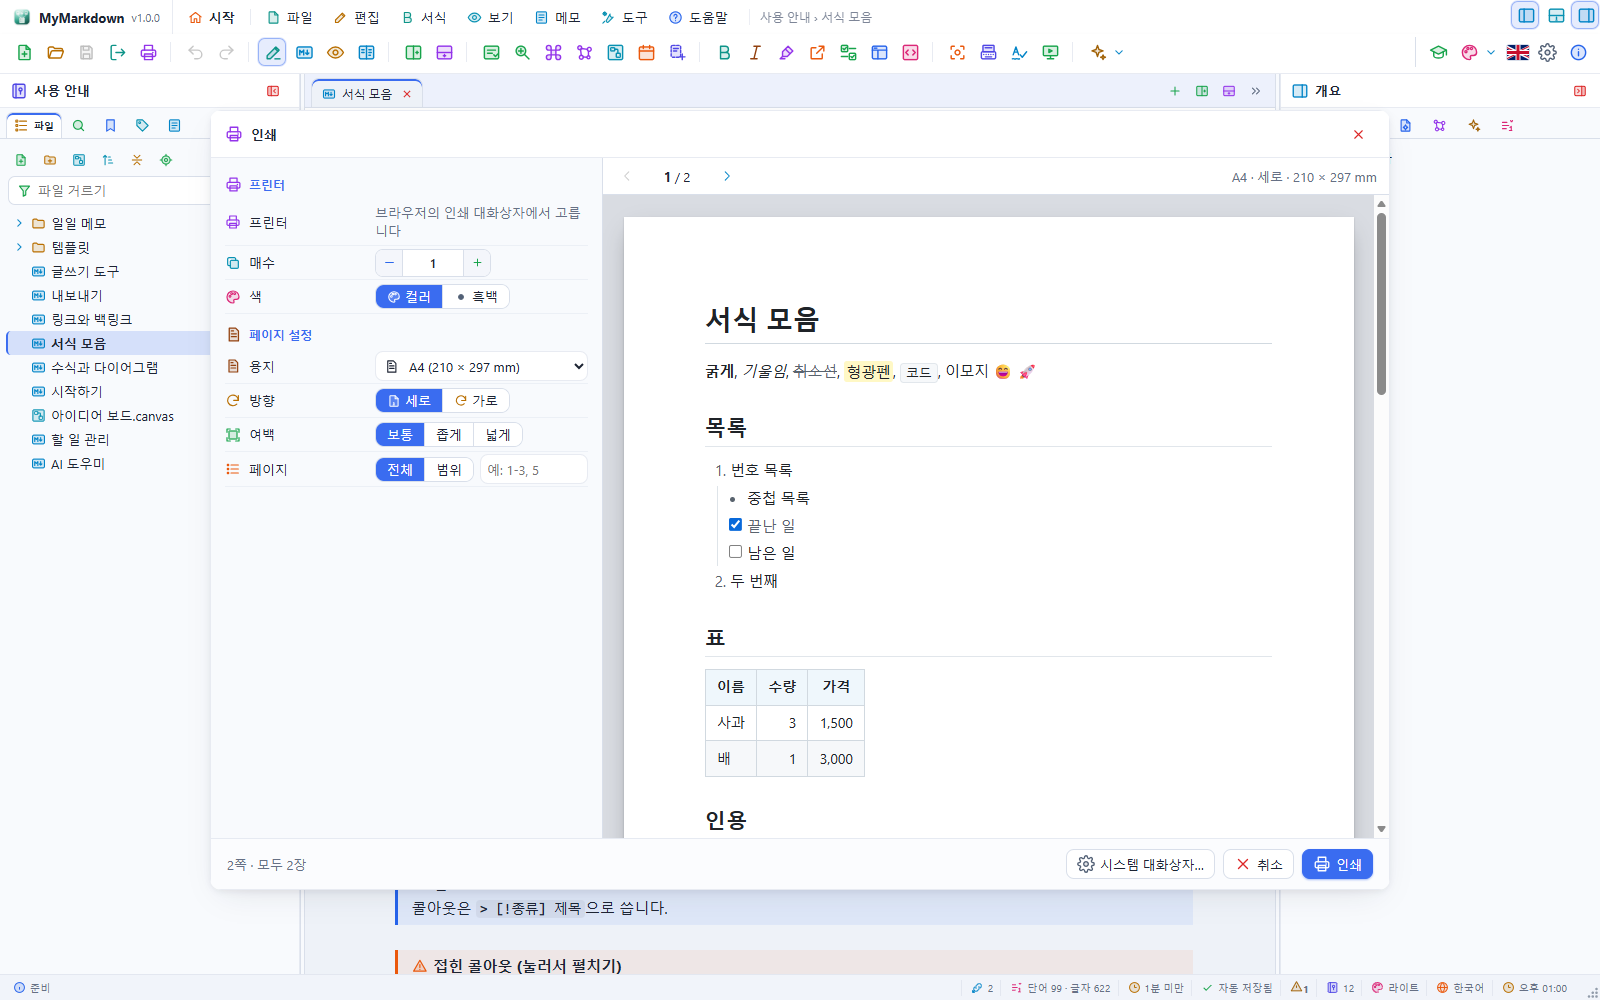 MyMarkdown v1.0.0 시작 파일 편집 서식 보기 메모 도구 도움말 사용 안내 › 서식 모음
사용 안내
서식 모음
개요
파일
파일 거르기
일일 메모
템플릿
글쓰기 도구
내보내기
링크와 백링크
서식 모음
수식과 다이어그램
시작하기
아이디어 보드.canvas
할 일 관리
AI 도우미
인쇄
프린터
프린터 브라우저의 인쇄 대화상자에서 고릅
니다
매수 1
색 컬러 흑백
페이지 설정
용지 A4 (210 × 297 mm)
방향 세로 가로
여백 보통 좁게 넓게
페이지 전체 범위 예: 1-3, 5
1 / 2 A4 · 세로 · 210 × 297 mm
서식 모음
굵게, 기울임, 취소선, 형광펜, 코드, 이모지 😄 🚀
목록
1. 번호 목록
• 중첩 목록
끝난 일
남은 일
2. 두 번째
표
이름 수량 가격
사과 3 1,500
배 1 3,000
인용
2쪽 · 모두 2장 시스템 대화상자... 취소 인쇄
콜아웃은 > [!종류] 제목 으로 씁니다.
접힌 콜아웃 (눌러서 펼치기)
준비 2 단어 99 · 글자 622 1분 미만 자동 저장됨 1 12 라이트 한국어 오후 01:00